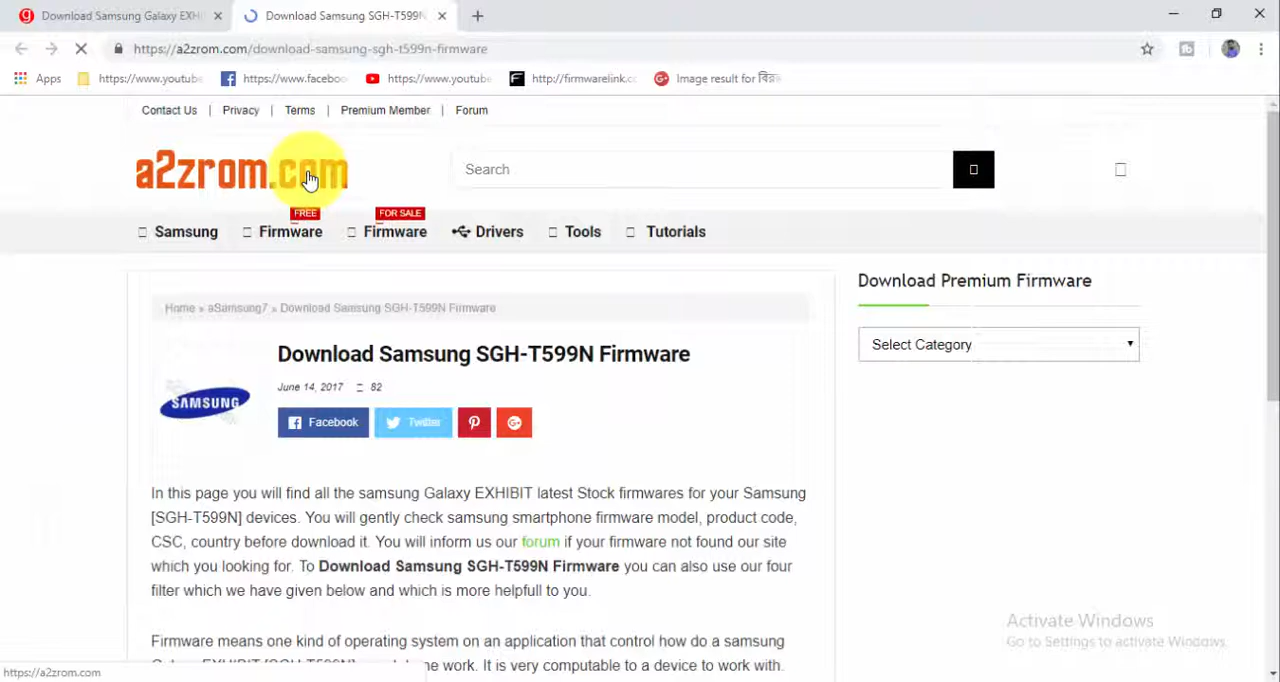 Download Samsung Galaxy EXH
Download Samsung SGH-T599N
https://a2zrom.com/download-samsung-sgh-t599n-firmware
Apps
https://www.youtube
https://www.facebo
https://www.youtube
http://firmwarelink.co
Image result for বির
Contact Us | Privacy | Terms | Premium Member | Forum
a2zrom.com
Search
FREE
FOR SALE
Samsung Firmware Firmware Drivers Tools Tutorials
Download Premium Firmware
Select Category
Home » aSamsung7 » Download Samsung SGH-T599N Firmware
Download Samsung SGH-T599N Firmware
June 14, 2017 82
SAMSUNG
Facebook Twitter
In this page you will find all the samsung Galaxy EXHIBIT latest Stock firmwares for your Samsung
[SGH-T599N] devices. You will gently check samsung smartphone firmware model, product code,
CSC, country before download it. You will inform us our forum if your firmware not found our site
which you looking for. To Download Samsung SGH-T599N Firmware you can also use our four
filter which we have given below and which is more helpfull to you.
Firmware means one kind of operating system on an application that control how do a samsung
ne work. It is very computable to a device to work with.
Activate Windows
Go to Settings to activate Windows.
https://a2zrom.com